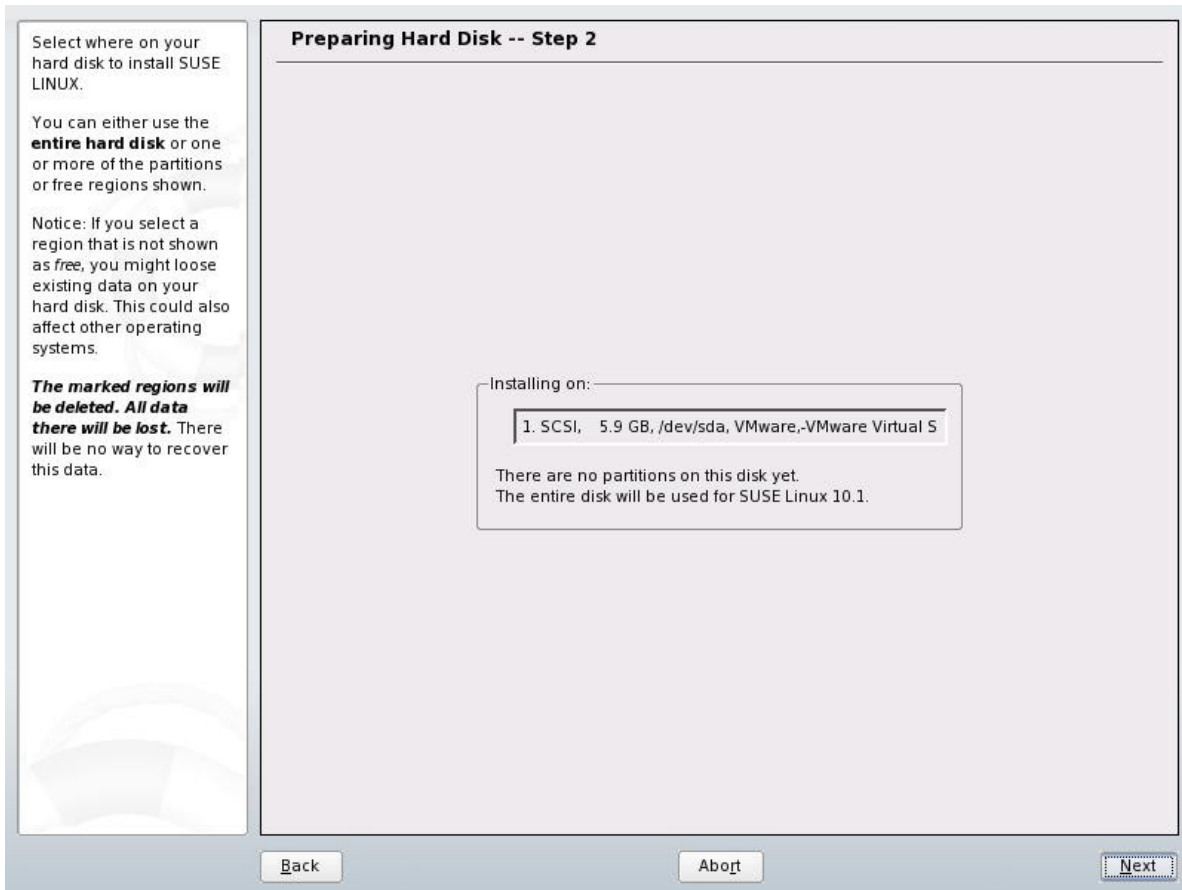 Select where on your
hard disk to install SUSE
LINUX.
You can either use the
entire hard disk or one
or more of the partitions
or free regions shown.
Notice: If you select a
region that is not shown
as free, you might loose
existing data on your
hard disk. This could also
affect other operating
systems.
The marked regions will
be deleted. All data
there will be lost. There
will be no way to recover
this data.
Preparing Hard Disk -- Step 2
Installing on:
1. SCSI, 5.9 GB, /dev/sda, VMware,-VMware Virtual S
There are no partitions on this disk yet.
The entire disk will be used for SUSE Linux 10.1.
Back
Abort
Next